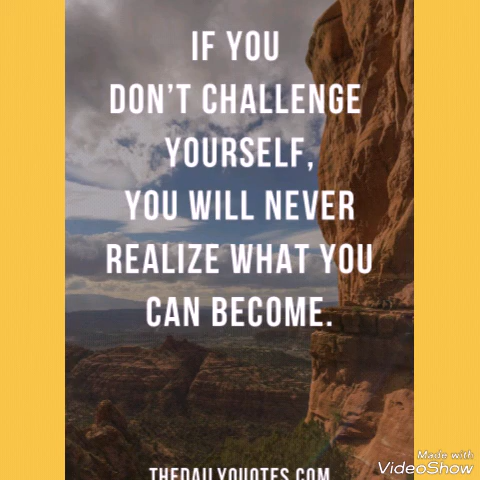 IF YOU
DON'T CHALLENGE
YOURSELF,
YOU WILL NEVER
REALIZE WHAT YOU
CAN BECOME.
THEDAILYQUOTES.COM
Made with
VideoShow